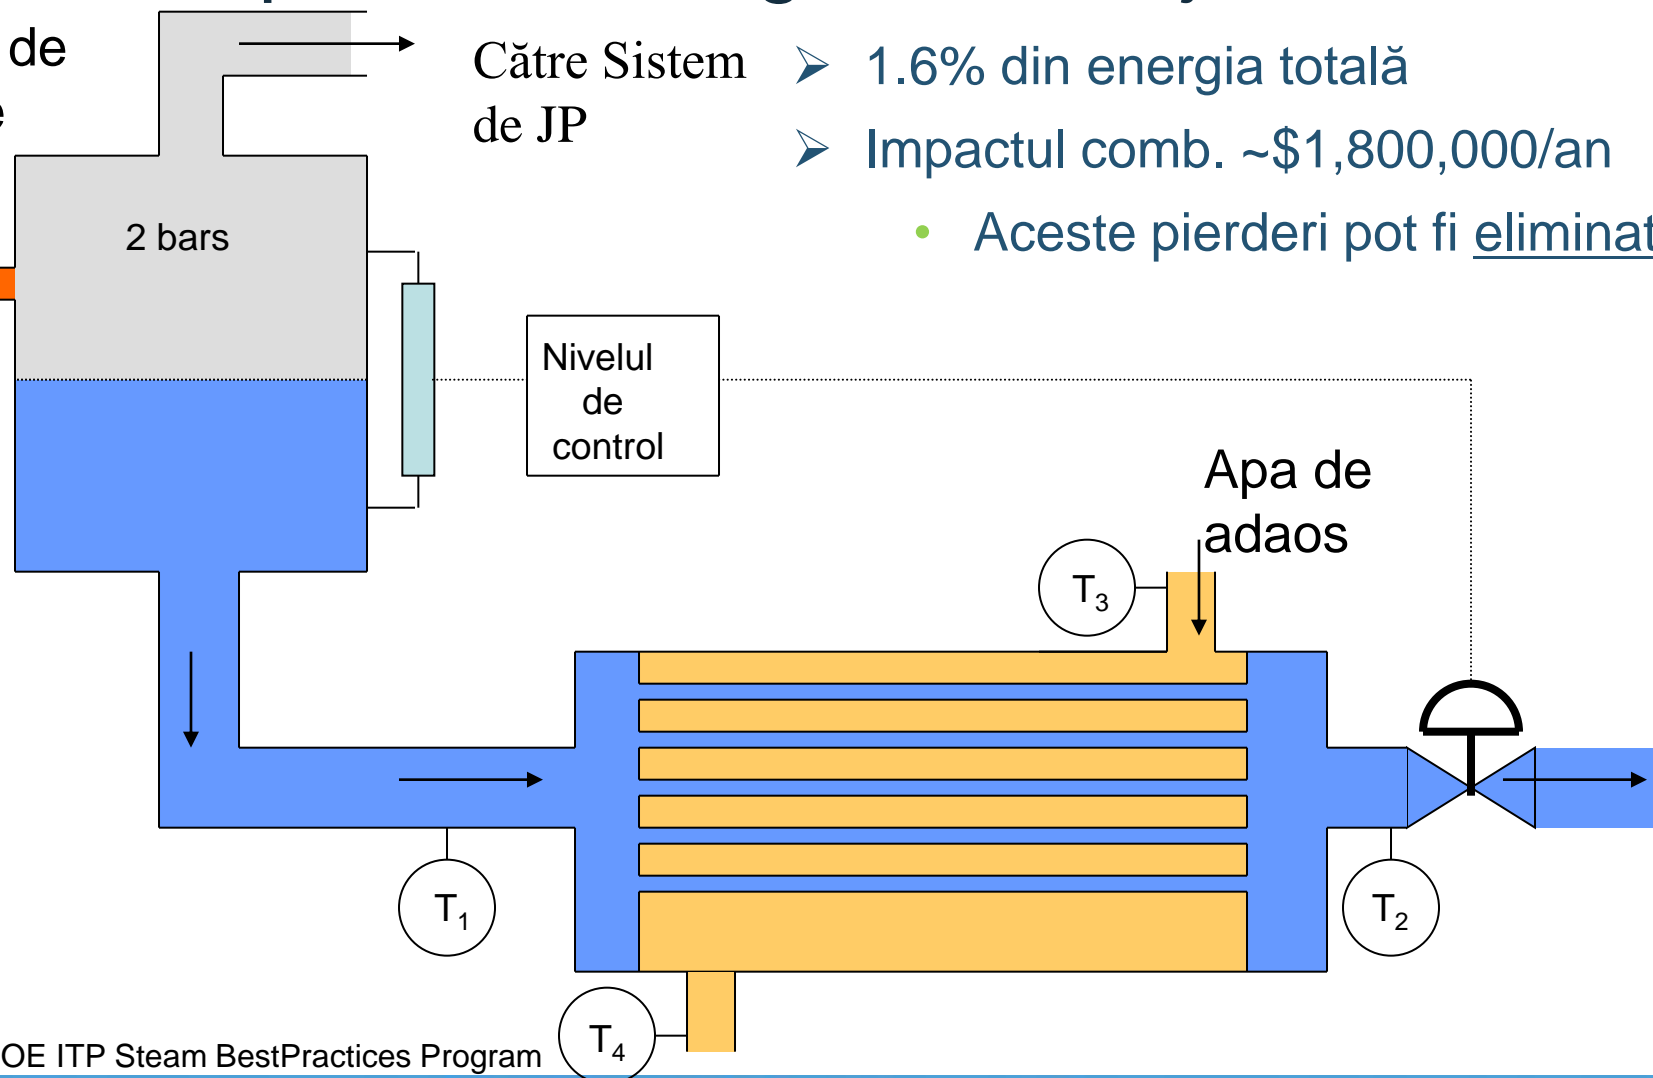 de
Către Sistem
de JP
1.6% din energia totală
Impactul comb. ~$1,800,000/an
Aceste pierderi pot fi
2 bars
Nivelul
de
control
Apa de
adaos
T3
T1
T2
T4
OE ITP Steam BestPractices Program